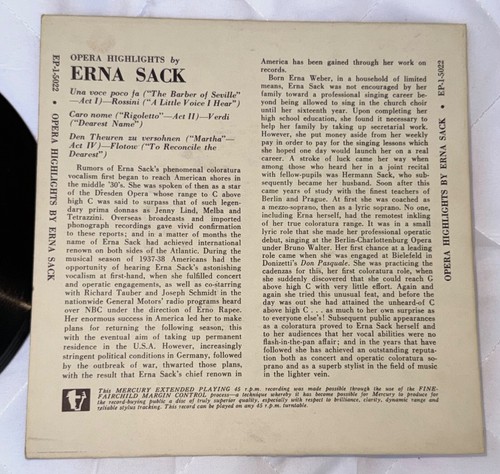 EP-1-5022 • OPERA HIGHLIGHTS BY ERNA SACK
OPERA HIGHLIGHTS by
ERNA SACK
Una voce poco fa ("The Barber of Seville"
—Act I)—Rossini ("A Little Voice I Hear")
Caro nome ("Rigoletto"—Act II)—Verdi
("Dearest Name")
Den Theuren zu versohnen ("Martha"—
Act IV)—Flotow ("To Reconcile the
Dearest")
Rumors of Erna Sack's phenomenal coloratura
vocalism first began to reach American shores in
the middle '30's. She was spoken of then as a star
of the Dresden Opera whose range to C above
high C was said to surpass that of such legen-
dary prima donnas as Jenny Lind, Melba and
Tetrazzini. Overseas broadcasts and imported
phonograph recordings gave vivid confirmation
to these reports; and in a matter of months the
name of Erna Sack had achieved international
renown on both sides of the Atlantic. During the
musical season of 1937-38 Americans had the
opportunity of hearing Erna Sack's astonishing
vocalism at first-hand, when she fulfilled concert
and operatic engagements, as well as co-starring
with Richard Tauber and Joseph Schmidt in the
nationwide General Motors' radio programs heard
over NBC under the direction of Erno Rapee.
Her enormous success in America led her to make
plans for returning the following season, this
with the eventual aim of taking up permanent
residence in the U.S.A. However, increasingly
stringent political conditions in Germany, followed
by the outbreak of war, thwarted those plans,
with the result that Erna Sack's chief renown in
America has been gained through her work on
records.
Born Erna Weber, in a household of limited
means, Erna Sack was not encouraged by her
family toward a professional singing career be-
yond being allowed to sing in the church choir
until her sixteenth year. Upon completing her
high school education, she found it necessary to
help her family by taking up secretarial work.
However, she put money aside from her weekly
pay in order to pay for the singing lessons which
she hoped one day would launch her on a real
career. A stroke of luck came her way when
among those who heard her in a joint recital
with fellow-pupils was Hermann Sack, who sub-
sequently became her husband. Soon after this
came years of study with the finest teachers of
Berlin and Prague. At first she was coached as
a mezzo-soprano, then as a lyric soprano. No one,
including Erna herself, had the remotest inkling
of her true coloratura range. It was in a small
lyric role that she made her professional operatic
debut, singing at the Berlin-Charlottenburg Opera
under Bruno Walter. Her first chance at a leading
role came when she was engaged at Bielefeld in
Donizetti's Don Pasquale. She was practicing the
cadenzas for this, her first coloratura role, when
she suddenly discovered that she could reach G
above high C with very little effort. Again and
again she tried this unusual feat, and before the
day was out she had attained the unheard-of C
above high C . . . as much to her own surprise as
to everyone else's! Subsequent public appearances
as a coloratura proved to Erna Sack herself and
to her audiences that her vocal abilities were no
flash-in-the-pan affair; and in the years that have
followed she has achieved an outstanding reputa-
tion both as concert and operatic coloratura so-
prano and as a superb stylist in the field of music
in the lighter vein.
OPERA HIGHLIGHTS BY ERNA SACK • EP-1-5022
This MERCURY EXTENDED PLAYING 45 r.p.m. recording was made possible through the use of the FINE-
FAIRCHILD MARGIN CONTROL process—a technique whereby it has become possible for Mercury to produce for
the record-buying public a disc of truly superior quality, especially with respect to brilliance, clarity, dynamic range and
reliable stylus tracking. This record can be played on any 45 r.p.m. turntable.